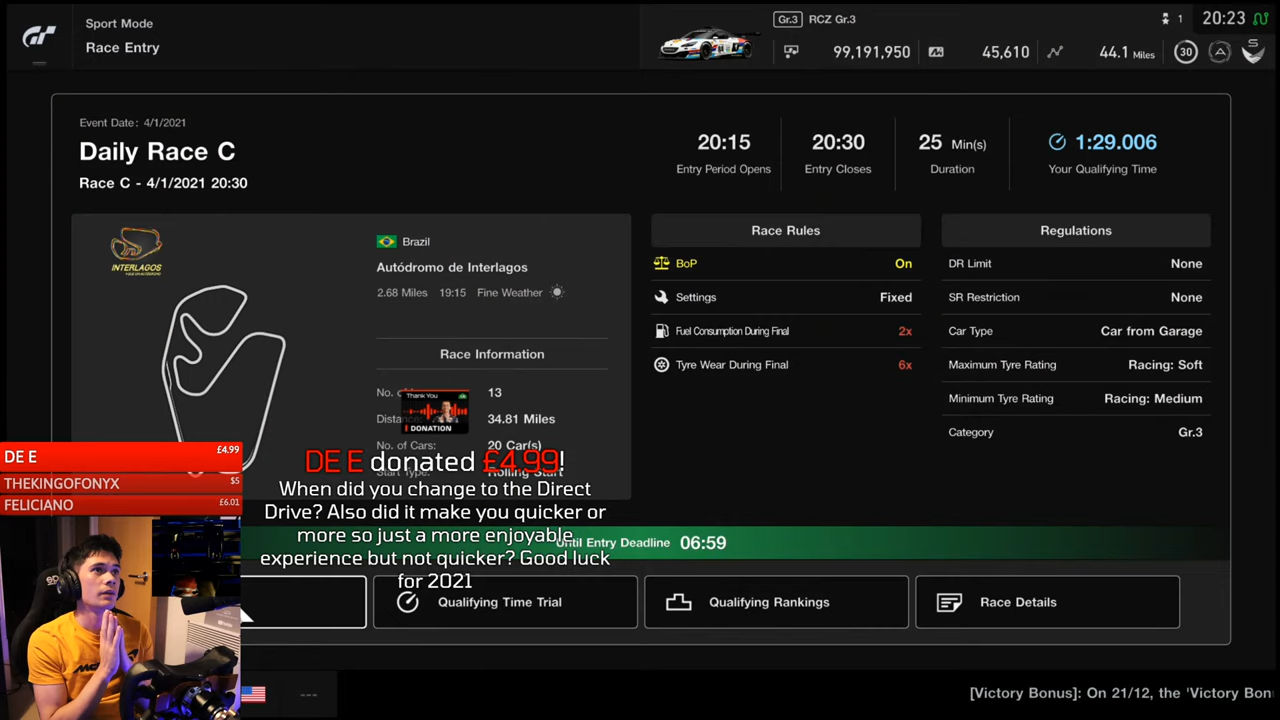 Sport Mode
Race Entry
Gr.3 RCZ Gr.3
1 20:23
99,191,950 45,610 44.1 Miles 30 A S
Event Date: 4/1/2021
Daily Race C
Race C - 4/1/2021 20:30
20:15
Entry Period Opens
20:30
Entry Closes
25 Min(s)
Duration
1:29.006
Your Qualifying Time
INTERLAGOS
Brazil
Autódromo de Interlagos
2.68 Miles 19:15 Fine Weather
Race Information
No. 13
34.81 Miles
No. of Cars: 20 Car(s)
Rolling Start
Race Rules
BoP On
Settings Fixed
Fuel Consumption During Final 2x
Tyre Wear During Final 6x
Regulations
DR Limit None
SR Restriction None
Car Type Car from Garage
Maximum Tyre Rating Racing: Soft
Minimum Tyre Rating Racing: Medium
Category Gr.3
Thank You
DONATION
DE E £4.99
THEKINGOFONYX $5
FELICIANO £6.01
DE E donated £4.99!
When did you change to the Direct
Drive? Also did it make you quicker or
more so just a more enjoyable
experience but not quicker? Good luck
for 2021
Until Entry Deadline 06:59
Qualifying Time Trial
Qualifying Rankings
Race Details
---
[Victory Bonus]: On 21/12, the 'Victory Bon